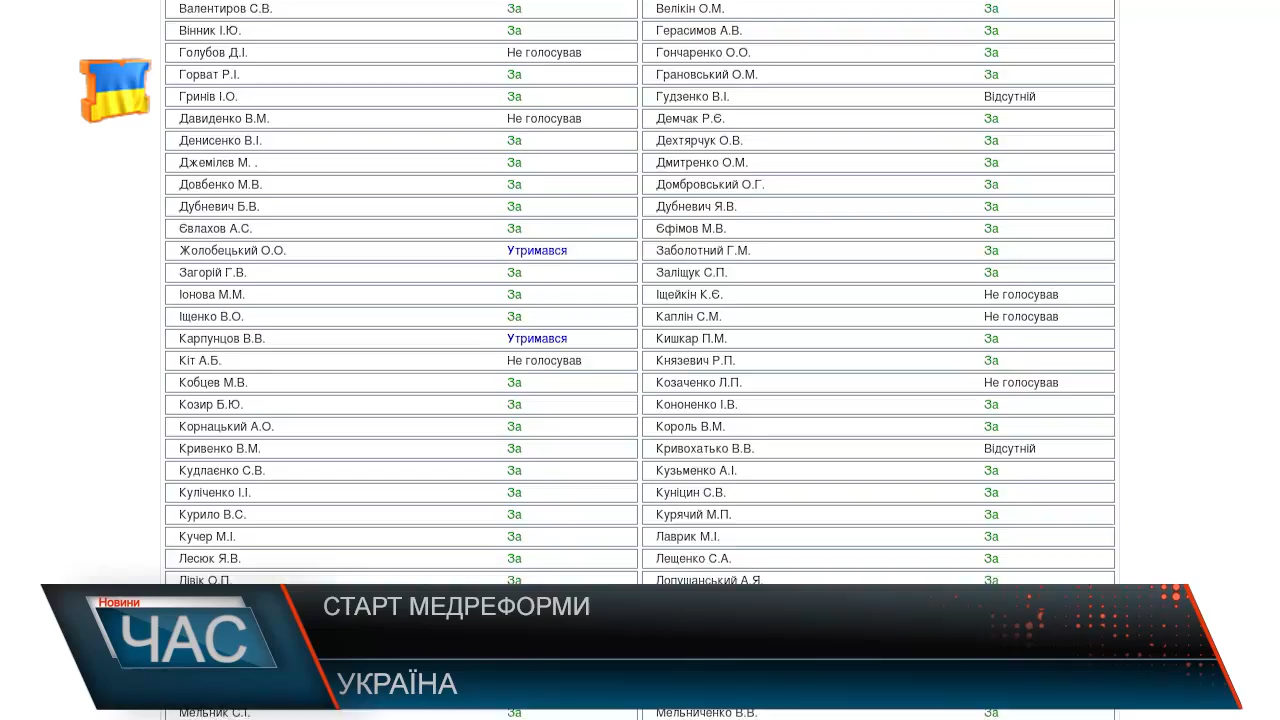 Валентиров С.В. За Велікін О.М. За
Вінник І.Ю. За Герасимов А.В. За
Голубов Д.І. Не голосував Гончаренко О.О. За
Горват Р.І. За Грановський О.М. За
Гринів І.О. За Гудзенко В.І. Відсутній
Давиденко В.М. Не голосував Демчак Р.Є. За
Денисенко В.І. За Дехтярчук О.В. За
Джемілєв М. . За Дмитренко О.М. За
Довбенко М.В. За Домбровський О.Г. За
Дубневич Б.В. За Дубневич Я.В. За
Євлахов А.С. За Єфімов М.В. За
Жолобецький О.О. Утримався Заболотний Г.М. За
Загорій Г.В. За Заліщук С.П. За
Іонова М.М. За Іщейкін К.Є. Не голосував
Іщенко В.О. За Каплін С.М. Не голосував
Карпунцов В.В. Утримався Кишкар П.М. За
Кіт А.Б. Не голосував Князевич Р.П. За
Кобцев М.В. За Козаченко Л.П. Не голосував
Козир Б.Ю. За Кононенко І.В. За
Корнацький А.О. За Король В.М. За
Кривенко В.М. За Кривохатько В.В. Відсутній
Кудлаєнко С.В. За Кузьменко А.І. За
Куліченко І.І. За Куніцин С.В. За
Курило В.С. За Курячий М.П. За
Кучер М.І. За Лаврик М.І. За
Лесюк Я.В. За Лещенко С.А. За
Лівік О.П. За Лопушанський А.Я. За
Новини
ЧАС
СТАРТ МЕДРЕФОРМИ
УКРАЇНА
Мельник С.І. За Мельниченко В.В. За